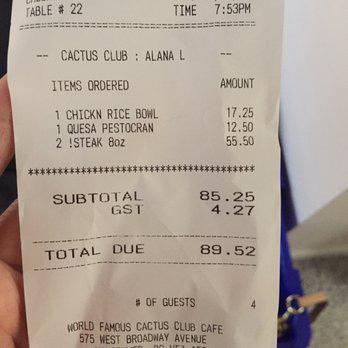 TABLE # 22 TIME 7:53PM
-- CACTUS CLUB : ALANA L --
ITEMS ORDERED AMOUNT
1 CHICKN RICE BOWL 17.25
1 QUESA PESTOCRAN 12.50
2 !STEAK 8oz 55.50
****************************************
SUBTOTAL 85.25
GST 4.27
TOTAL DUE 89.52
# OF GUESTS 4
WORLD FAMOUS CACTUS CLUB CAFE
575 WEST BROADWAY AVENUE